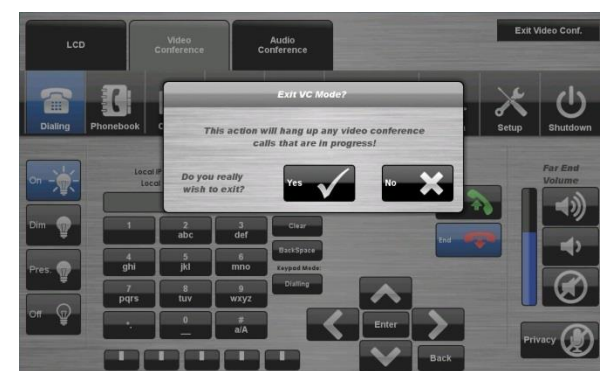 LCD
Video
Conference
Audio
Conference
Exit Video Conf.
Dialing
Phonebook
Setup
Shutdown
Exit VC Mode?
This action will hang up any video conference
calls that are in progress!
Do you really
wish to exit?
Yes
No
On
Dim
Pres.
Off
Local
Local
1
2
abc
3
def
4
ghi
5
jkl
6
mno
7
pqrs
8
tuv
9
wxyz
*.
0
_
#
a/A
Clear
BackSpace
Keypad Mode:
Dialling
Enter
Back
End
Far End
Volume
Privacy